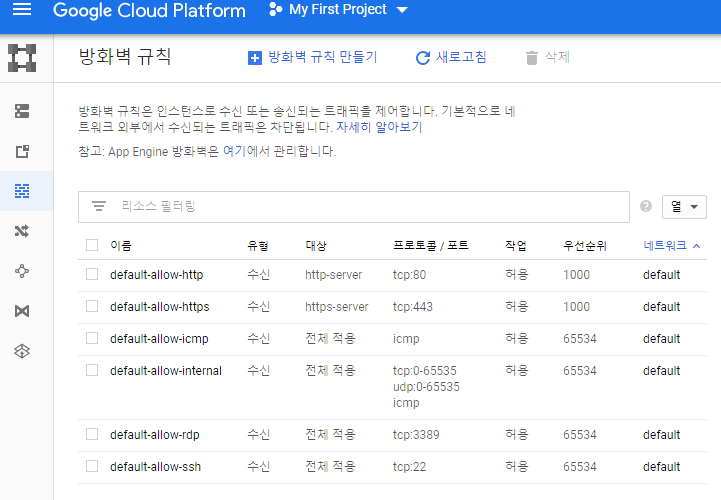 Google Cloud Platform My First Project
방화벽 규칙 방화벽 규칙 만들기 새로고침 삭제
방화벽 규칙은 인스턴스로 수신 또는 송신되는 트래픽을 제어합니다. 기본적으로 네
트워크 외부에서 수신되는 트래픽은 차단됩니다. 자세히 알아보기
참고: App Engine 방화벽은 여기에서 관리합니다.
리소스 필터링 열
이름 유형 대상 프로토콜 / 포트 작업 우선순위 네트워크
default-allow-http 수신 http-server tcp:80 허용 1000 default
default-allow-https 수신 https-server tcp:443 허용 1000 default
default-allow-icmp 수신 전체 적용 icmp 허용 65534 default
default-allow-internal 수신 전체 적용 tcp:0-65535 허용 65534 default
udp:0-65535
icmp
default-allow-rdp 수신 전체 적용 tcp:3389 허용 65534 default
default-allow-ssh 수신 전체 적용 tcp:22 허용 65534 default